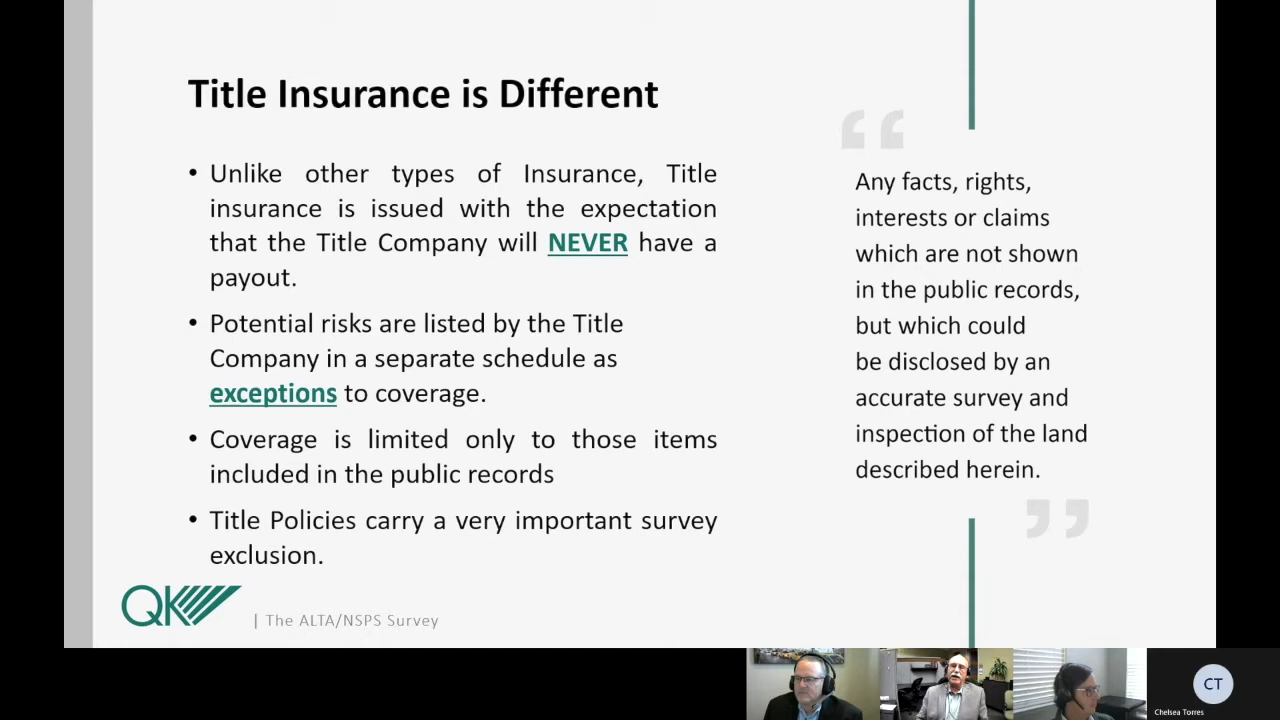 Title Insurance is Different
• Unlike other types of Insurance, Title
insurance is issued with the expectation
that the Title Company will NEVER have a
payout.
• Potential risks are listed by the Title
Company in a separate schedule as
exceptions to coverage.
• Coverage is limited only to those items
included in the public records
• Title Policies carry a very important survey
exclusion.
“
Any facts, rights,
interests or claims
which are not shown
in the public records,
but which could
be disclosed by an
accurate survey and
inspection of the land
described herein.
”
QK
| The ALTA/NSPS Survey
CT
Chelsea Torres